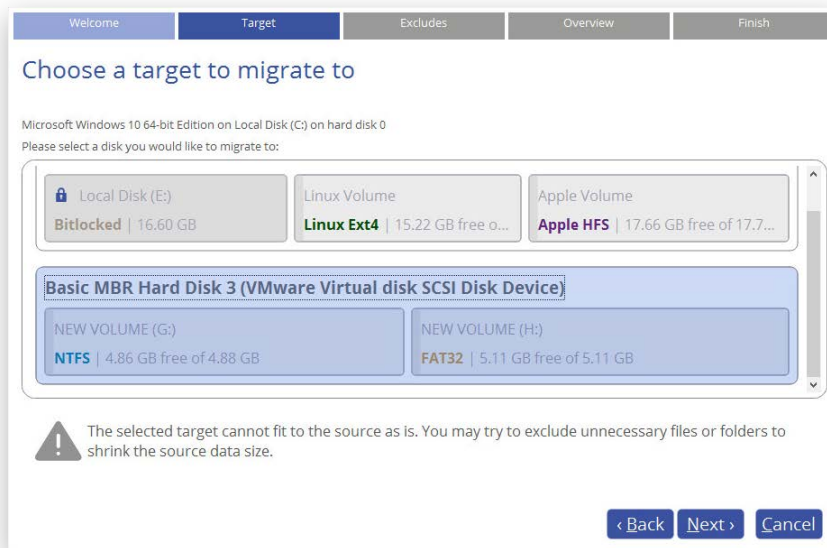 Welcome
Target
Excludes
Overview
Finish
Choose a target to migrate to
Microsoft Windows 10 64-bit Edition on Local Disk (C:) on hard disk 0
Please select a disk you would like to migrate to:
Local Disk (E:)
Bitlocked | 16.60 GB
Linux Volume
Linux Ext4 | 15.22 GB free o...
Apple Volume
Apple HFS | 17.66 GB free of 17.7...
Basic MBR Hard Disk 3 (VMware Virtual disk SCSI Disk Device)
NEW VOLUME (G:)
NTFS | 4.86 GB free of 4.88 GB
NEW VOLUME (H:)
FAT32 | 5.11 GB free of 5.11 GB
The selected target cannot fit to the source as is. You may try to exclude unnecessary files or folders to
shrink the source data size.
‹ Back
Next ›
Cancel